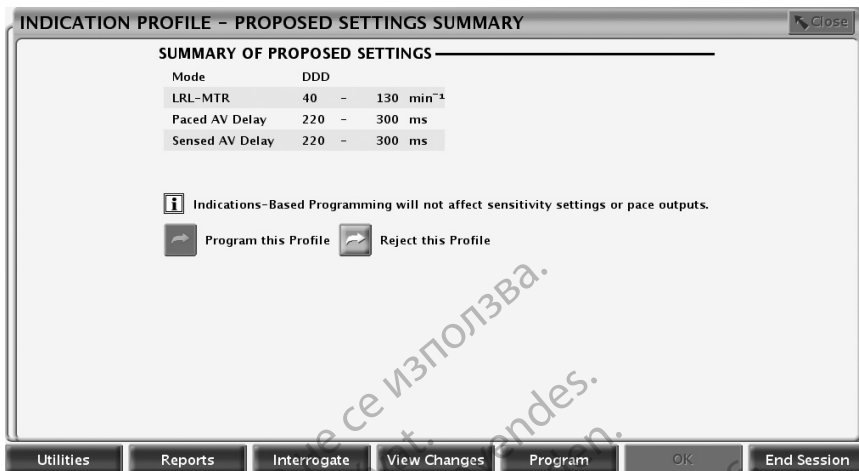 INDICATION PROFILE – PROPOSED SETTINGS SUMMARY
Close
SUMMARY OF PROPOSED SETTINGS
Mode DDD
LRL-MTR 40 – 130 min⁻¹
Paced AV Delay 220 – 300 ms
Sensed AV Delay 220 – 300 ms
i Indications-Based Programming will not affect sensitivity settings or pace outputs.
Program this Profile Reject this Profile
се използва.
Utilities Reports Interrogate View Changes Program OK End Session